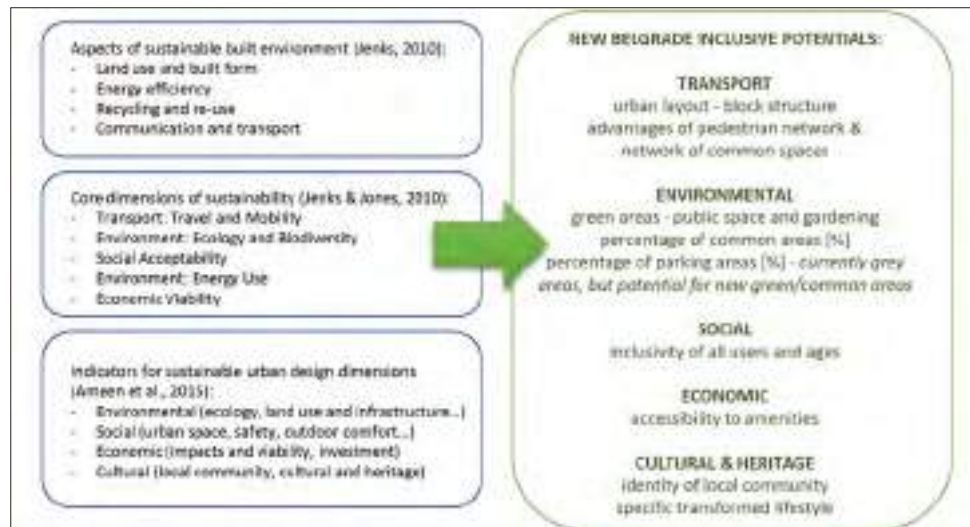 Aspects of sustainable built environment (Jenks, 2010):
- Land use and built form
- Energy efficiency
- Recycling and re-use
- Communication and transport
Core dimensions of sustainability (Jenks & Jones, 2010):
- Transport: Travel and Mobility
- Environment: Ecology and Biodiversity
- Social Acceptability
- Environment: Energy Use
- Economic Viability
Indicators for sustainable urban design dimensions
(Ameen et al., 2015):
- Environmental (ecology, land use and infrastructure...)
- Social (urban space, safety, outdoor comfort...)
- Economic (impacts and viability, investment)
- Cultural (local community, cultural and heritage)
NEW BELGRADE INCLUSIVE POTENTIALS:
TRANSPORT
urban layout - block structure
advantages of pedestrian network &
network of common spaces
ENVIRONMENTAL
green areas - public space and gardening
percentage of common areas [%]
percentage of parking areas [%] - currently grey
areas, but potential for new green/common areas
SOCIAL
inclusivity of all users and ages
ECONOMIC
accessibility to amenities
CULTURAL & HERITAGE
identity of local community
specific transformed lifestyle